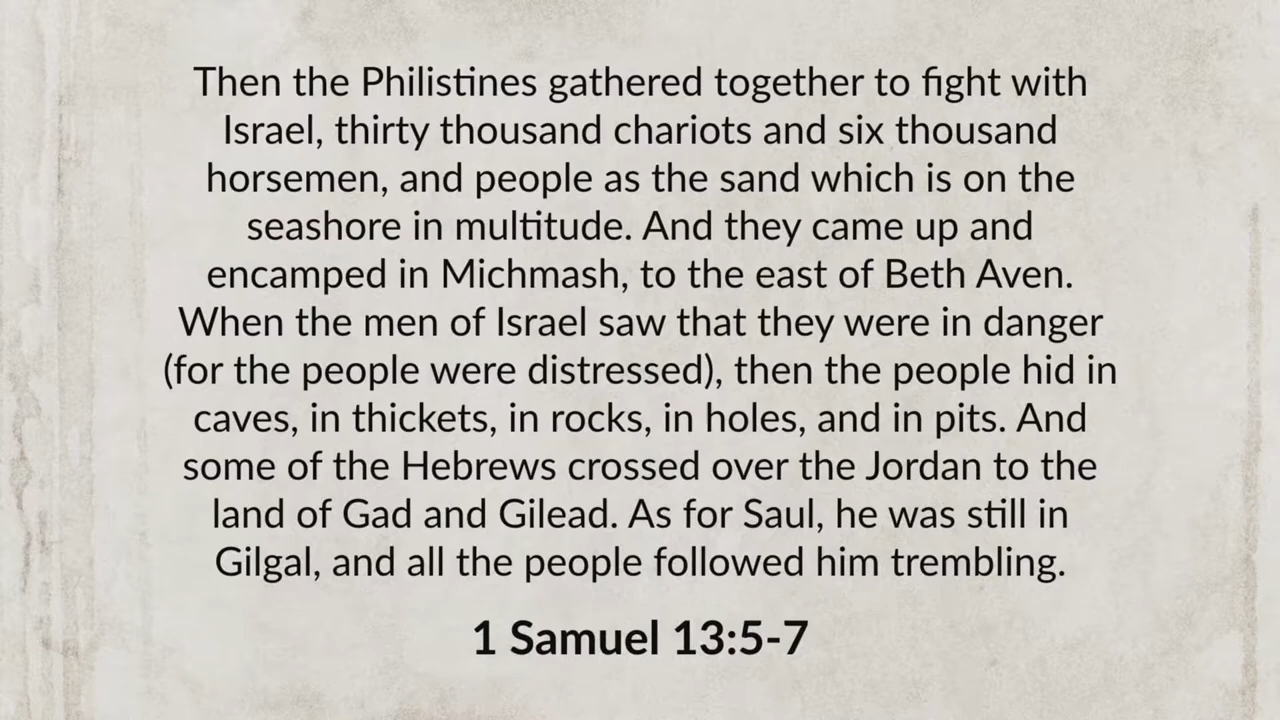 Then the Philistines gathered together to fight with
Israel, thirty thousand chariots and six thousand
horsemen, and people as the sand which is on the
seashore in multitude. And they came up and
encamped in Michmash, to the east of Beth Aven.
When the men of Israel saw that they were in danger
(for the people were distressed), then the people hid in
caves, in thickets, in rocks, in holes, and in pits. And
some of the Hebrews crossed over the Jordan to the
land of Gad and Gilead. As for Saul, he was still in
Gilgal, and all the people followed him trembling.
1 Samuel 13:5-7